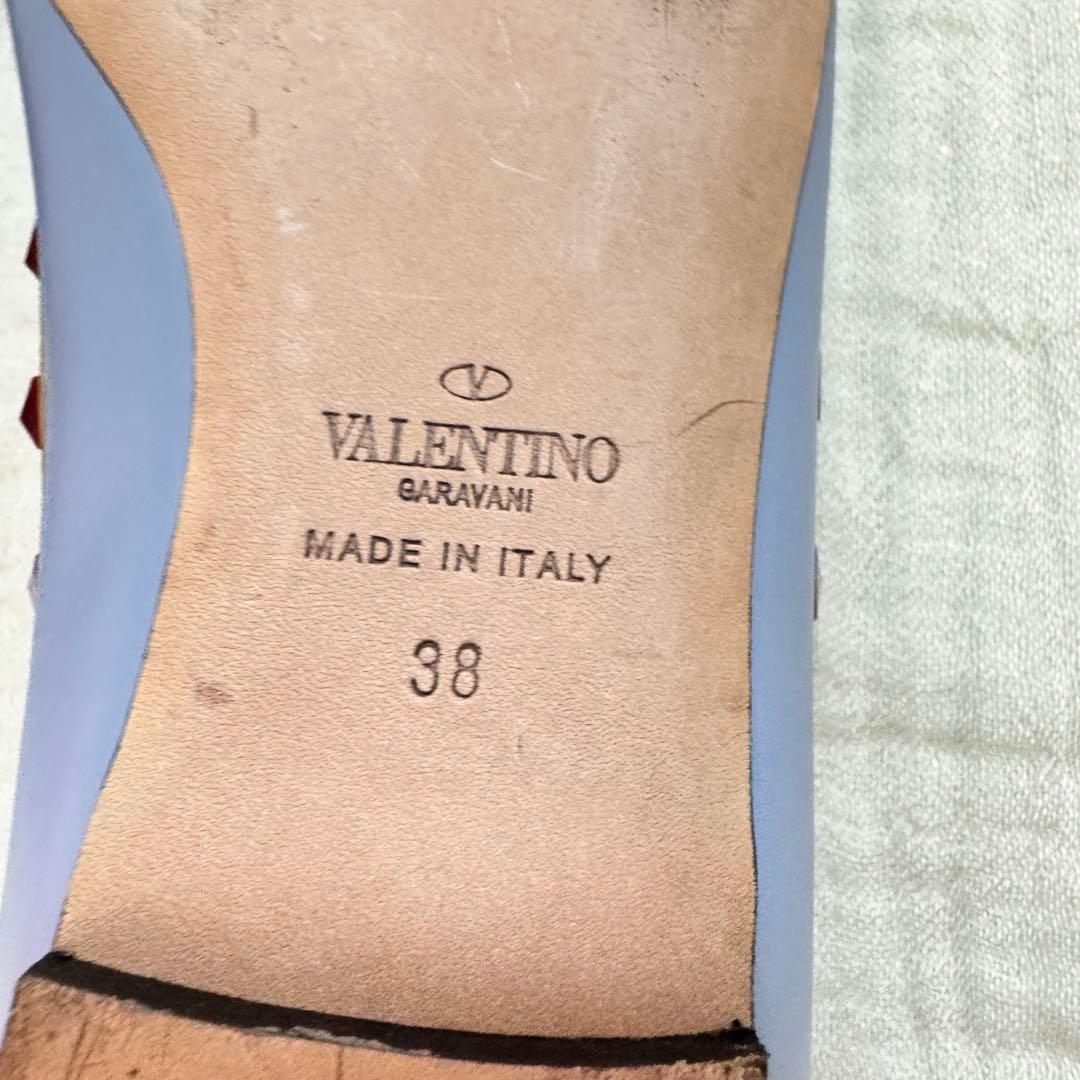 V
VALENTINO
GARAVANI
MADE IN ITALY
38